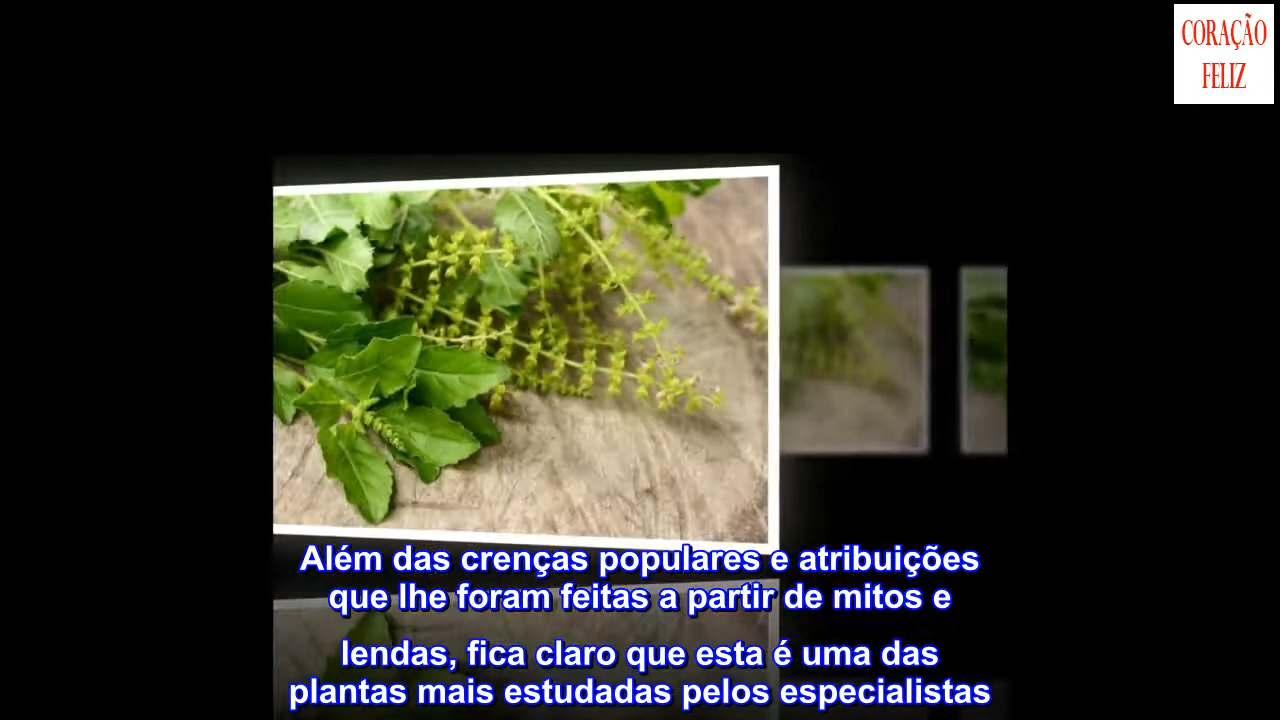 CORAÇÃO
FELIZ
Além das crenças populares e atribuições
que lhe foram feitas a partir de mitos e
lendas, fica claro que esta é uma das
plantas mais estudadas pelos especialistas